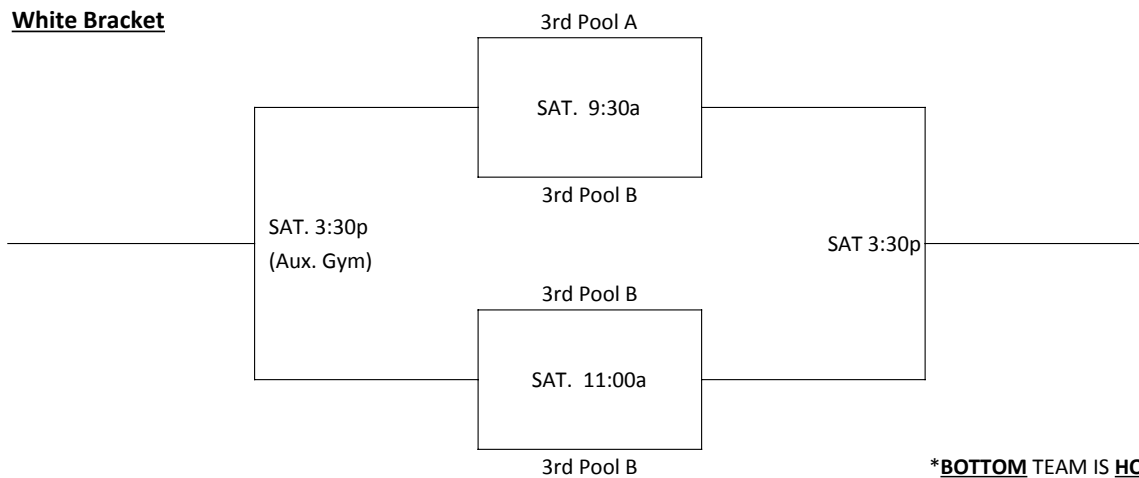 White Bracket
3rd Pool A
SAT. 9:30a
3rd Pool B
SAT. 3:30p
(Aux. Gym)
SAT 3:30p
3rd Pool B
SAT. 11:00a
3rd Pool B
*BOTTOM TEAM IS HO